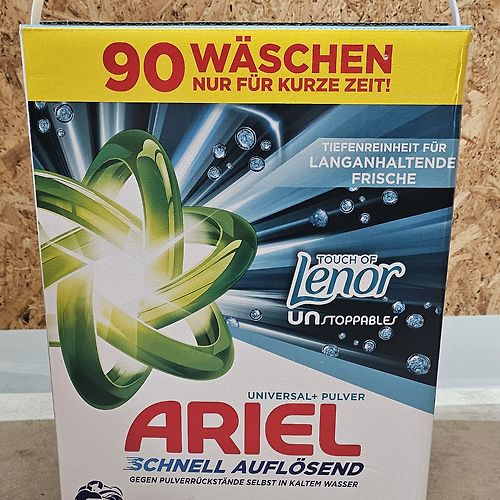 90 WÄSCHEN
NUR FÜR KURZE ZEIT!
TIEFENREINHEIT FÜR
LANGANHALTENDE
FRISCHE
TOUCH OF
Lenor
UNSTOPPABLES
UNIVERSAL+ PULVER
ARIEL
SCHNELL AUFLÖSEND
GEGEN PULVERRÜCKSTÄNDE SELBST IN KALTEM WASSER